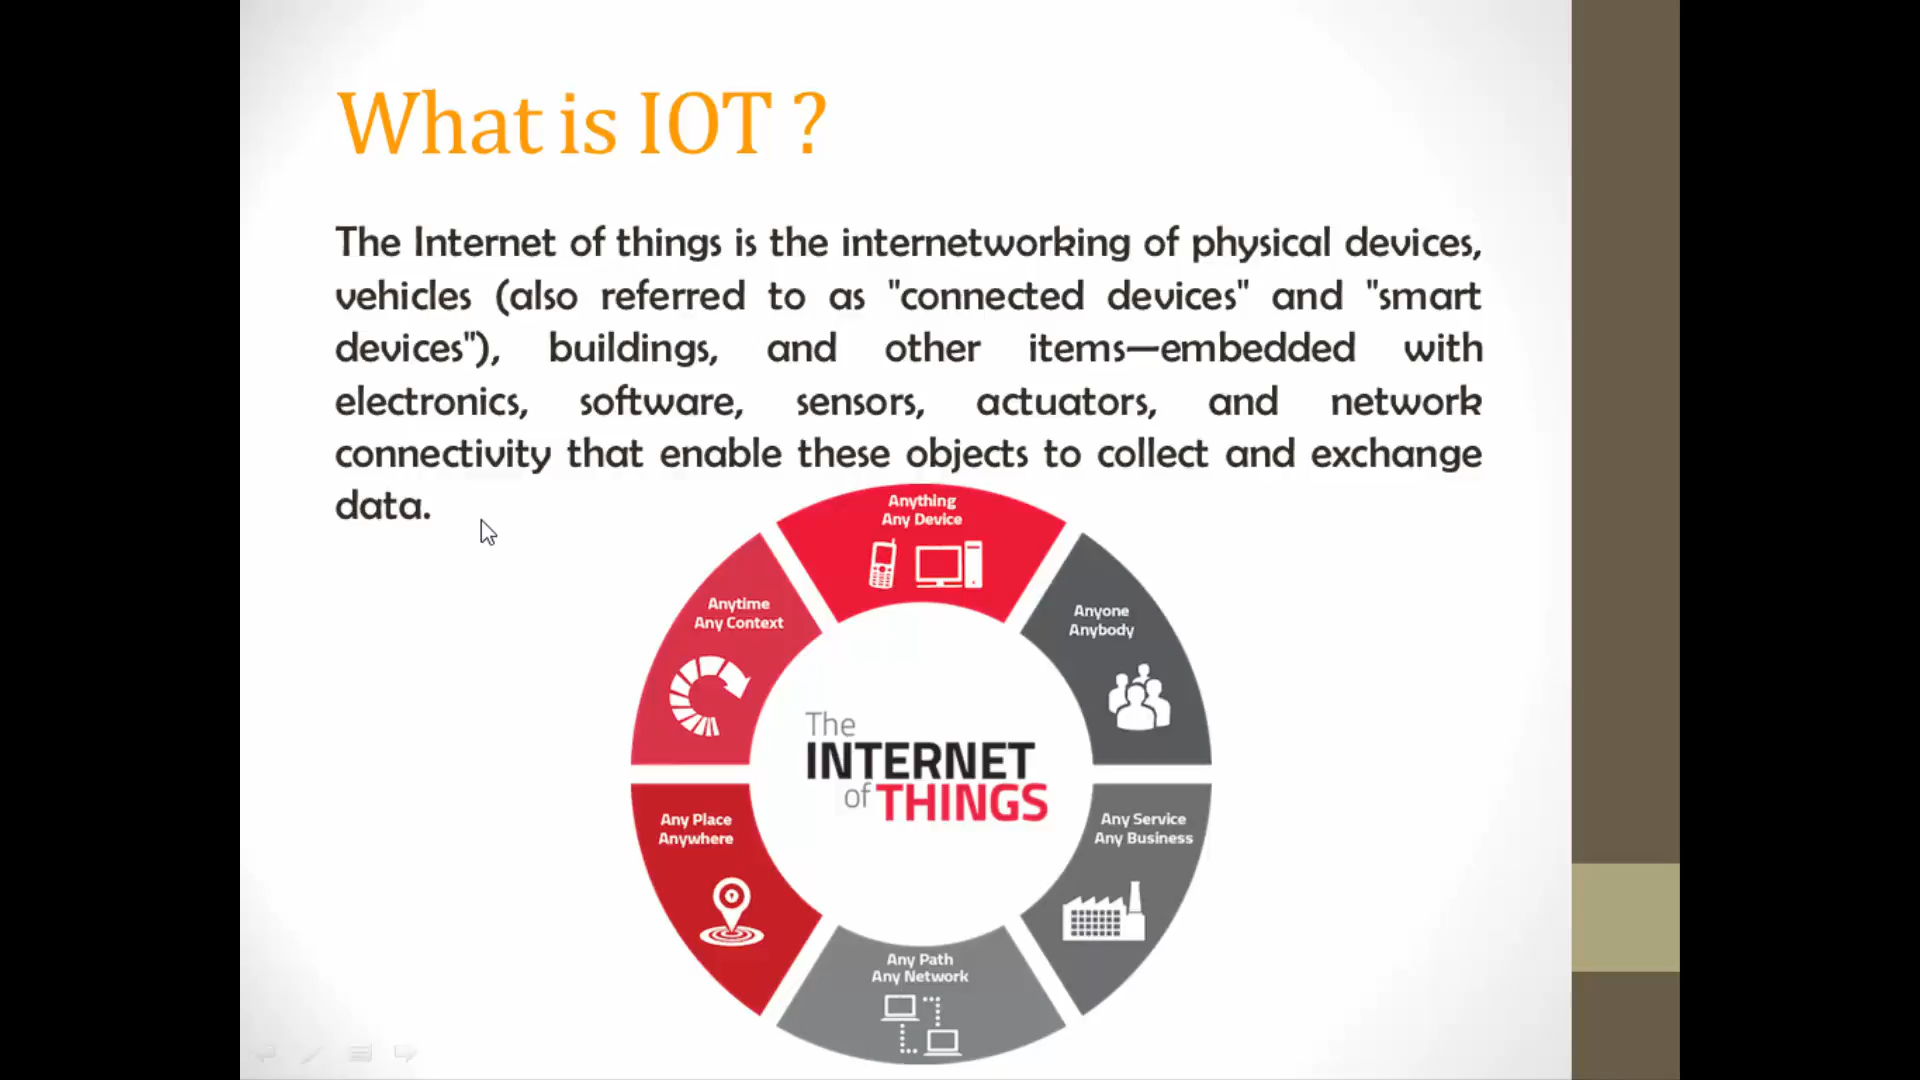 What is IOT ?
The Internet of things is the internetworking of physical devices,
vehicles (also referred to as "connected devices" and "smart
devices"), buildings, and other items—embedded with
electronics, software, sensors, actuators, and network
connectivity that enable these objects to collect and exchange
data.
Anything
Any Device
Anyone
Anybody
Any Service
Any Business
Any Path
Any Network
Any Place
Anywhere
Anytime
Any Context
The
INTERNET
of THINGS